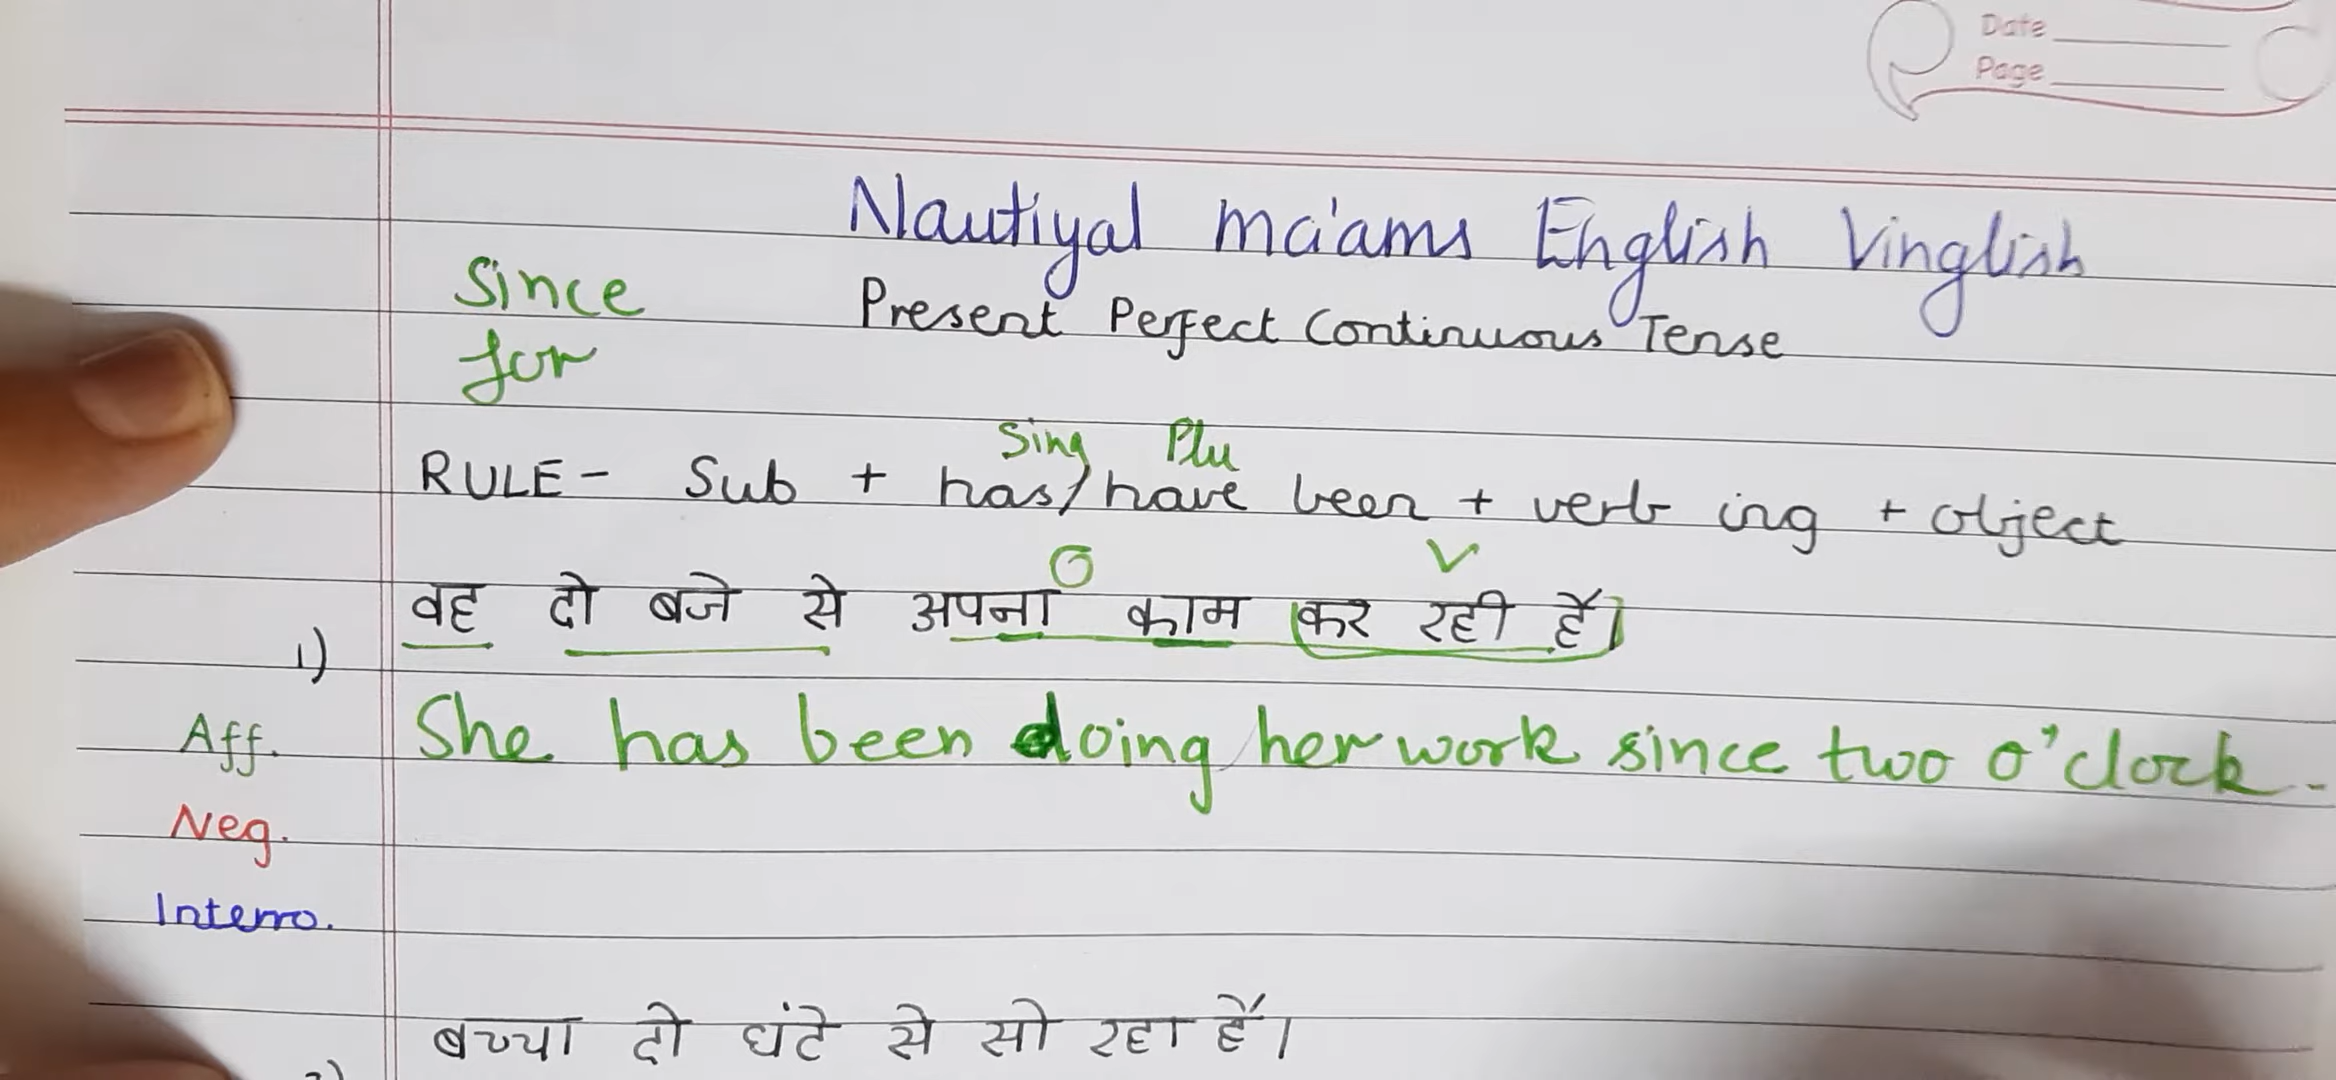 Date
Page
Nautiyal ma'ams English Vinglish
Since
Present Perfect Continuous Tense
for
Sing Plu
RULE- Sub + has/have been + verb ing + object
O V
वह दो बजे से अपना काम कर रही हैं।
1)
Aff. She has been doing her work since two o'clock.
Neg.
Interro.
बच्चा दो घंटे से सो रहा हैं।